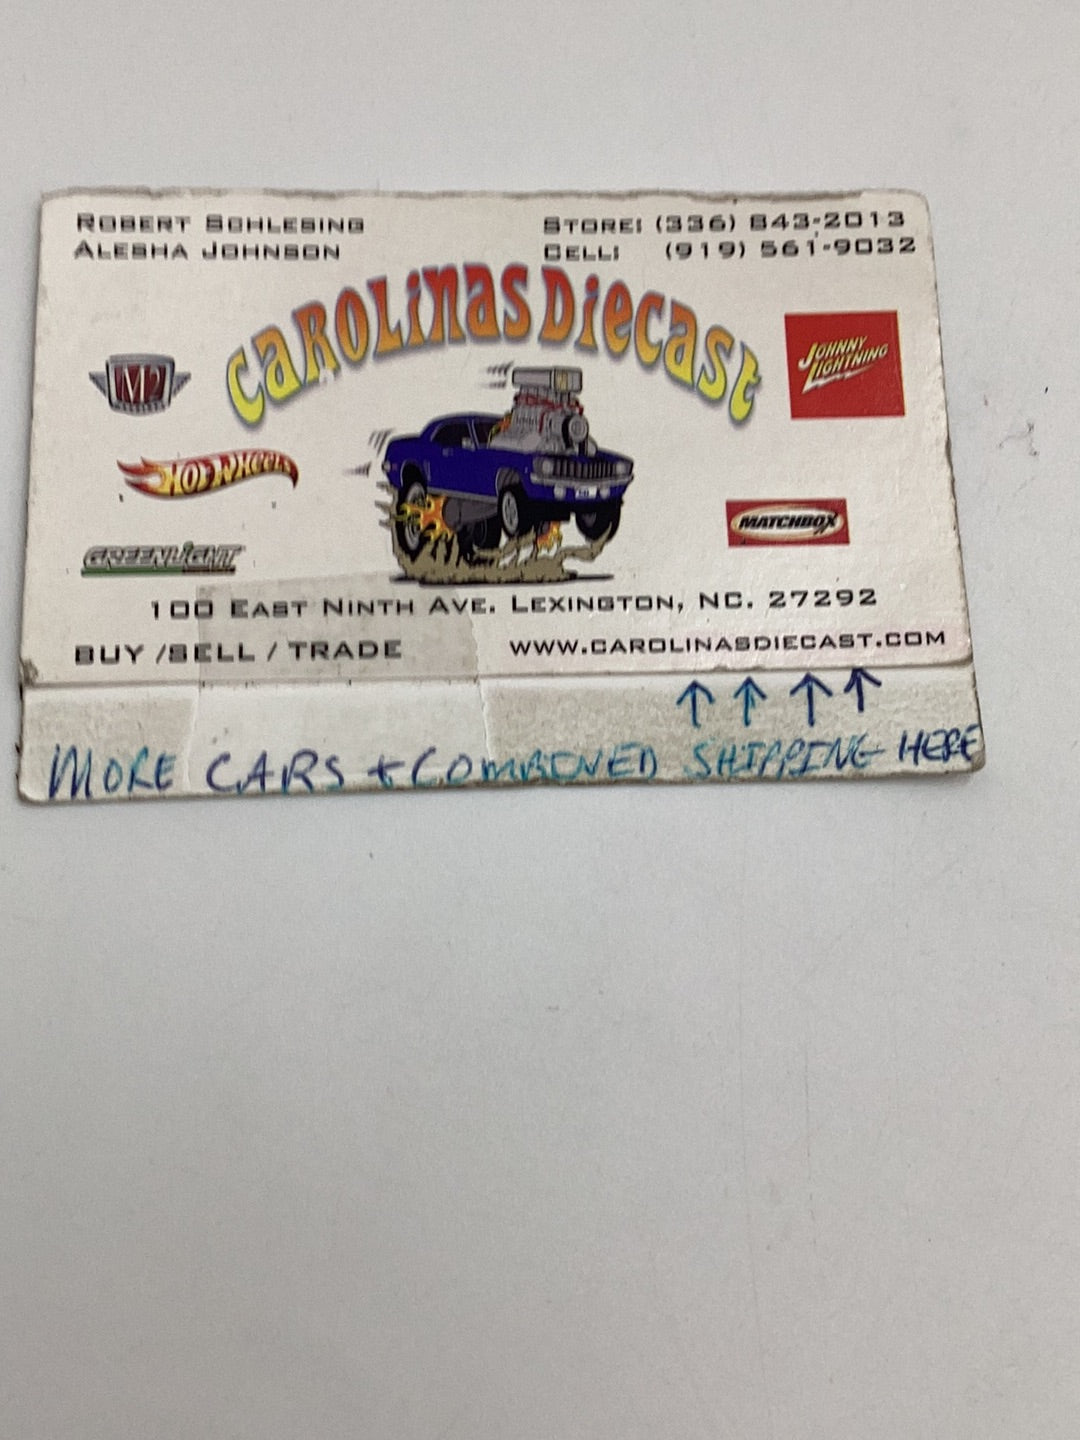 ROBERT SCHLESING
ALESHA JOHNSON
STORE: (336) 843-2013
CELL: (919) 561-9032
CAROLINAS DIECAST
M2
JOHNNY LIGHTNING
HOT WHEELS
MATCHBOX
GREENLIGHT
100 EAST NINTH AVE. LEXINGTON, NC. 27292
BUY /SELL / TRADE
WWW.CAROLINASDIECAST.COM
↑ ↑ ↑ ↑
MORE CARS + COMBINED SHIPPING HERE